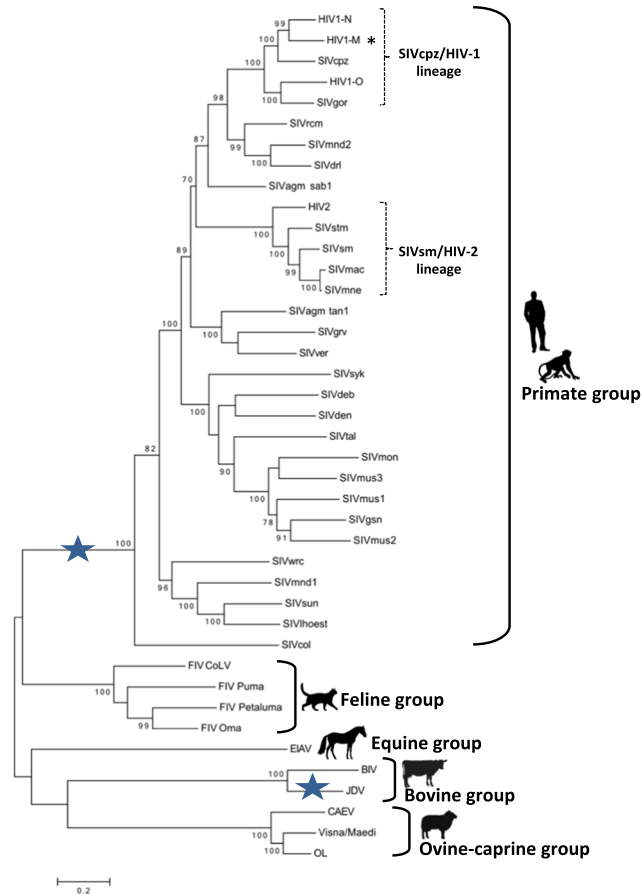 HIV1-N
99
HIV1-M *
100
SIVcpz
SIVcpz/HIV-1
lineage
HIV1-O
100
SIVgor
98
SIVrcm
99
SIVmnd2
100
SIVdrl
87
SIVagm sab1
70
HIV2
100
SIVstm
100
SIVsm
SIVsm/HIV-2
lineage
99
SIVmac
100
SIVmne
89
SIVagm tan1
100
SIVgrv
SIVver
100
SIVsyk
100
SIVdeb
SIVden
SIVtal
90
SIVmon
SIVmus3
100
SIVmus1
78
SIVgsn
91
SIVmus2
Primate group
82
SIVwrc
96
SIVmnd1
100
SIVsun
SIVlhoest
100
SIVcol
FIV CoLV
100
FIV Puma
FIV Petaluma
99
FIV Oma
Feline group
EIAV
Equine group
100
BIV
JDV
Bovine group
CAEV
100
Visna/Maedi
100
OL
Ovine-caprine group
0.2